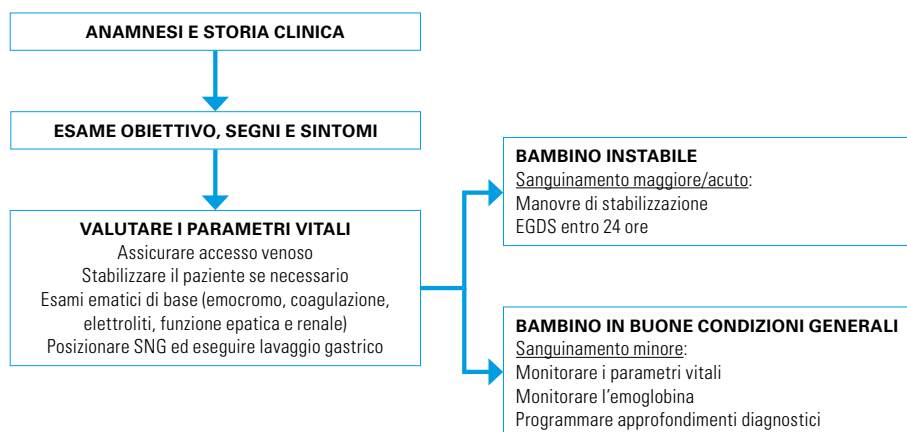 ANAMNESI E STORIA CLINICA
ESAME OBIETTIVO, SEGNI E SINTOMI
VALUTARE I PARAMETRI VITALI
Assicurare accesso venoso
Stabilizzare il paziente se necessario
Esami ematici di base (emocromo, coagulazione,
elettroliti, funzione epatica e renale)
Posizionare SNG ed eseguire lavaggio gastrico
BAMBINO INSTABILE
Sanguinamento maggiore/acuto:
Manovre di stabilizzazione
EGDS entro 24 ore
BAMBINO IN BUONE CONDIZIONI GENERALI
Sanguinamento minore:
Monitorare i parametri vitali
Monitorare l'emoglobina
Programmare approfondimenti diagnostici